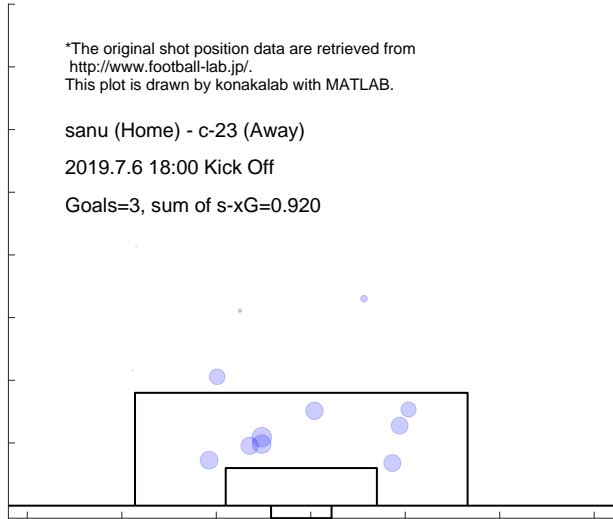 *The original shot position data are retrieved from
http://www.football-lab.jp/.
This plot is drawn by konakalab with MATLAB.
sanu (Home) - c-23 (Away)
2019.7.6 18:00 Kick Off
Goals=3, sum of s-xG=0.920